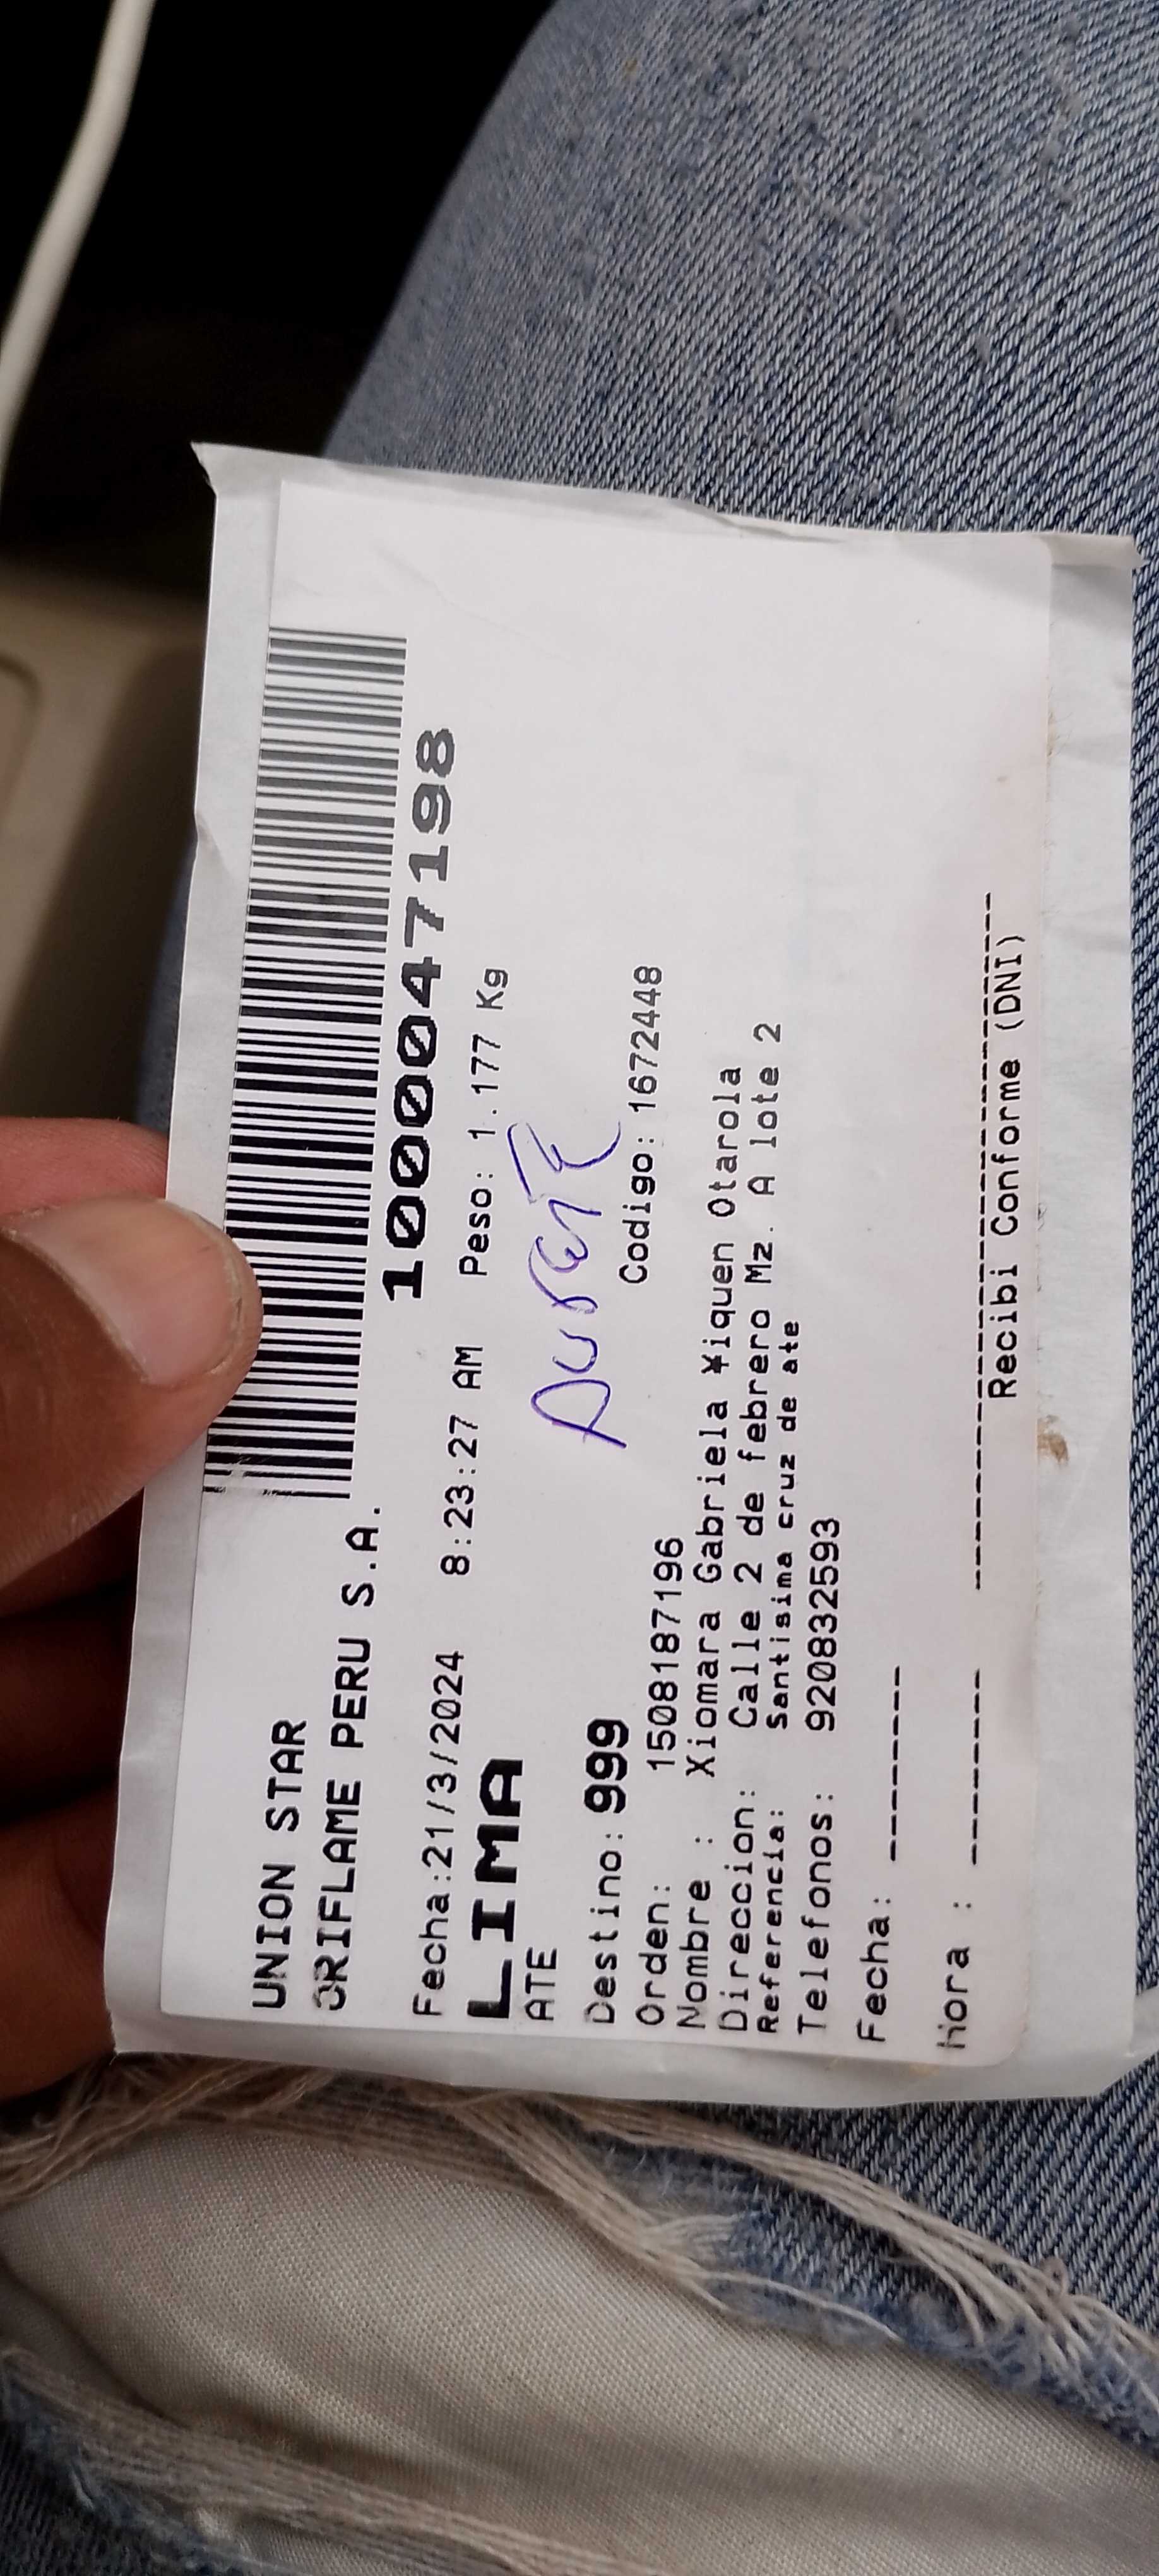 UNION STAR
ORIFLAME PERU S.A.
1000047198
Fecha:21/3/2024 8:23:27 AM Peso: 1.177 Kg
LIMA
ATE
AUSENTE
Destino: 999
Codigo: 1672448
Orden: 1508187196
Nombre : Xiomara Gabriela ¥iquen Otarola
Direccion: Calle 2 de febrero Mz. A lote 2
Referencia: Santisima cruz de ate
Telefonos: 920832593
Fecha: -------
Hora : ------- ------------------------
Recibi Conforme (DNI)